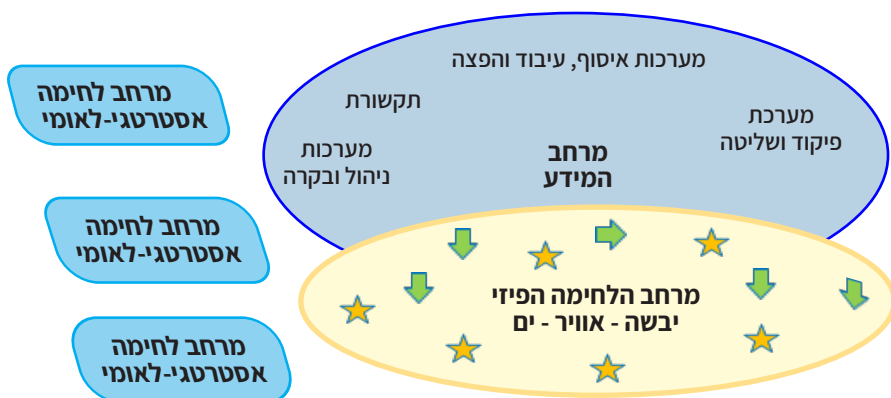 מערכות איסוף, עיבוד והפצה
תקשורת
מערכת
פיקוד ושליטה
מערכות
ניהול ובקרה
מרחב
המידע
מרחב הלחימה הפיזי
יבשה - אוויר - ים
מרחב לחימה
אסטרטגי-לאומי
מרחב לחימה
אסטרטגי-לאומי
מרחב לחימה
אסטרטגי-לאומי